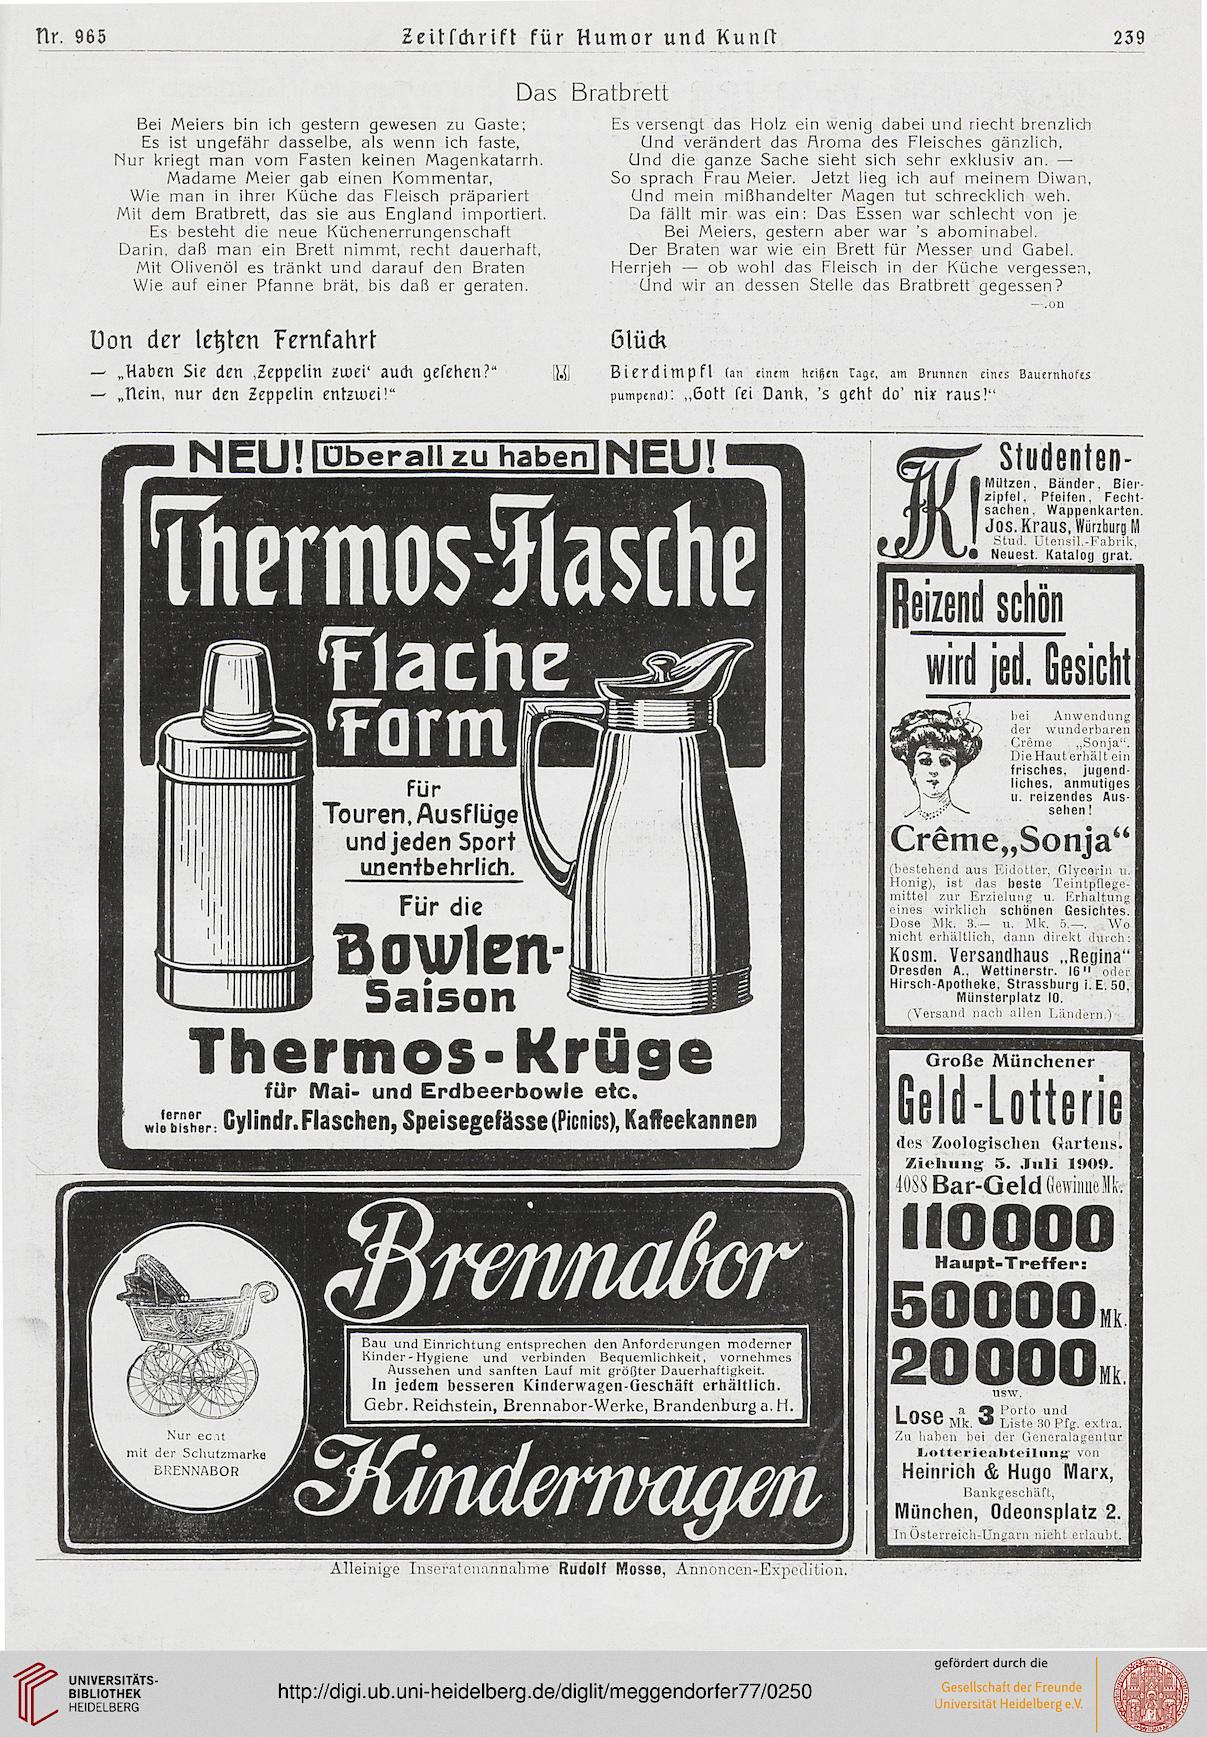 Nr. 965
Zeitschrift für Humor und Kunst
239
Das Bratbrett
Bei Meiers bin ich gestern gewesen zu Gaste;
Es ist ungefähr dasselbe, als wenn ich faste,
Nur kriegt man vom Fasten keinen Magenkatarrh.
Madame Meier gab einen Kommentar,
Wie man in ihrer Küche das Fleisch präpariert
Mit dem Bratbrett, das sie aus England importiert.
Es besteht die neue Küchenerrungenschaft
Darin, daß man ein Brett nimmt, recht dauerhaft,
Mit Olivenöl es tränkt und darauf den Braten
Wie auf einer Pfanne brät, bis daß er geraten.
Es versengt das Holz ein wenig dabei und riecht brenzlich
Und verändert das Aroma des Fleisches gänzlich,
Und die ganze Sache sieht sich sehr exklusiv an. —
So sprach Frau Meier. Jetzt lieg ich auf meinem Diwan,
Und mein mißhandelter Magen tut schrecklich weh.
Da fällt mir was ein: Das Essen war schlecht von je
Bei Meiers, gestern aber war 's abominabel.
Der Braten war wie ein Brett für Messer und Gabel.
Herrjeh — ob wohl das Fleisch in der Küche vergessen,
Und wir an dessen Stelle das Bratbrett gegessen?
—.on
Von der letzten Fernfahrt
— „Haben Sie den ‚Zeppelin zwei‘ auch gesehen?“
— „Nein, nur den Zeppelin entzwei!“
Glück
Bierdimpfl (an einem heißen Tage, am Brunnen eines Bauernhofes
pumpend): „Gott sei Dank, 's geht do' nix raus!“
NEU! Überall zu haben NEU!
Thermos-Flasche
Flache
Form
für
Touren, Ausflüge
und jeden Sport
unentbehrlich.
Für die
Bowlen-
Saison
Thermos-Krüge
für Mai- und Erdbeerbowle etc.
ferner
wie bisher: Cylindr. Flaschen, Speisegefässe (Picnics), Kaffeekannen
Brennabor
Bau und Einrichtung entsprechen den Anforderungen moderner
Kinder-Hygiene und verbinden Bequemlichkeit, vornehmes
Aussehen und sanften Lauf mit größter Dauerhaftigkeit.
In jedem besseren Kinderwagen-Geschäft erhältlich.
Gebr. Reichstein, Brennabor-Werke, Brandenburg a. H.
Nur echt
mit der Schutzmarke
BRENNABOR
Kinderwagen
Studenten-
Mützen, Bänder, Bier-
zipfel, Pfeifen, Fecht-
sachen, Wappenkarten.
Jos. Kraus, Würzburg M
Stud. Utensil.-Fabrik,
Neuest. Katalog grat.
Reizend schön
wird jed. Gesicht
bei Anwendung
der wunderbaren
Crême „Sonja“.
Die Haut erhält ein
frisches, jugend-
liches, anmutiges
u. reizendes Aus-
sehen!
Crême „Sonja“
(bestehend aus Eidotter, Glycerin u.
Honig), ist das beste Teintpflege-
mittel zur Erzielung u. Erhaltung
eines wirklich schönen Gesichtes.
Dose Mk. 3.— u. Mk. 5.—. Wo
nicht erhältlich, dann direkt durch:
Kosm. Versandhaus „Regina“
Dresden A., Wettinerstr. 16 II oder
Hirsch-Apotheke, Strassburg i. E. 50,
Münsterplatz 10.
(Versand nach allen Ländern.)
Große Münchener
Geld-Lotterie
des Zoologischen Gartens.
Ziehung 5. Juli 1909.
4088 Bar-Geld Gewinne Mk.
110000
Haupt-Treffer:
50000 Mk.
20000 Mk.
usw.
Lose a Mk. 3 Porto und Liste 30 Pfg. extra.
Zu haben bei der Generalagentur
Lotterieabteilung von
Heinrich & Hugo Marx,
Bankgeschäft,
München, Odeonsplatz 2.
In Österreich-Ungarn nicht erlaubt.
Alleinige Inseratenannahme Rudolf Mosse, Annoncen-Expedition.
UNIVERSITÄTS-
BIBLIOTHEK
HEIDELBERG
http://digi.ub.uni-heidelberg.de/diglit/meggendorfer77/0250
gefördert durch die
Gesellschaft der Freunde
Universität Heidelberg e.V.